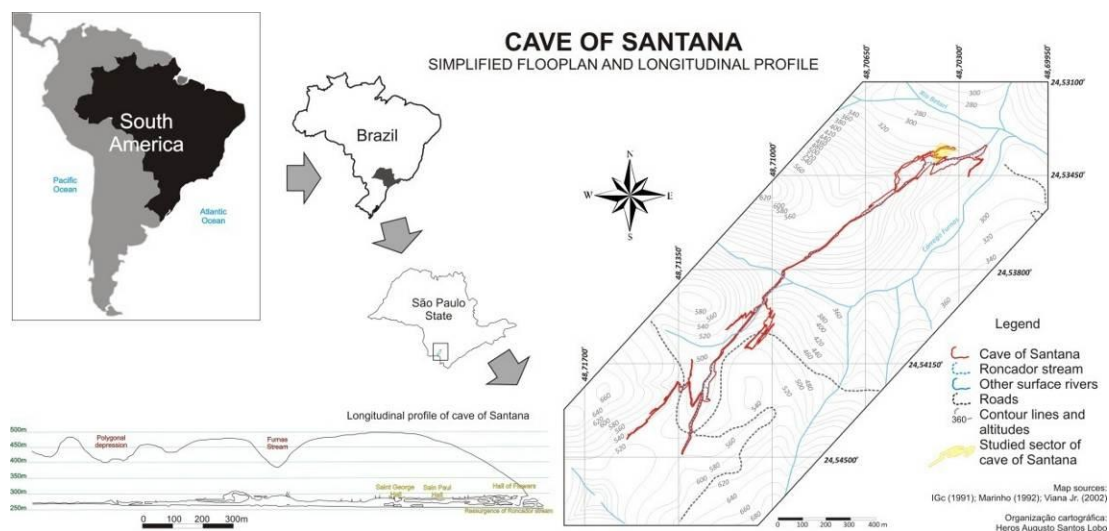 CAVE OF SANTANA
SIMPLIFIED FLOOPLAN AND LONGITUDINAL PROFILE
South
America
Pacific
Ocean
Atlantic
Ocean
Brazil
São Paulo
State
N
W
E
S
48,70650'
48,70300'
48,69950'
24,53100'
48,71000'
24,53450'
48,71350'
24,53800'
48,71700'
24,54150'
24,54500'
Rio Betari
Córrego Furnas
Legend
Cave of Santana
Roncador stream
Other surface rivers
Roads
360 Contour lines and
altitudes
Studied sector of
cave of Santana
Map sources:
IGc (1991); Marinho (1992); Viana Jr. (2002)
Organização cartográfica:
Heros Augusto Santos Lobo
0 100 200 400 m
Longitudinal profile of cave of Santana
500m
450m
400m
350m
300m
250m
Polygonal
depression
Furnas
Stream
Saint George
Hall
Sain Paul
Hall
Hall of Flowers
Ressurgence of Roncador stream
0 100 200 300m